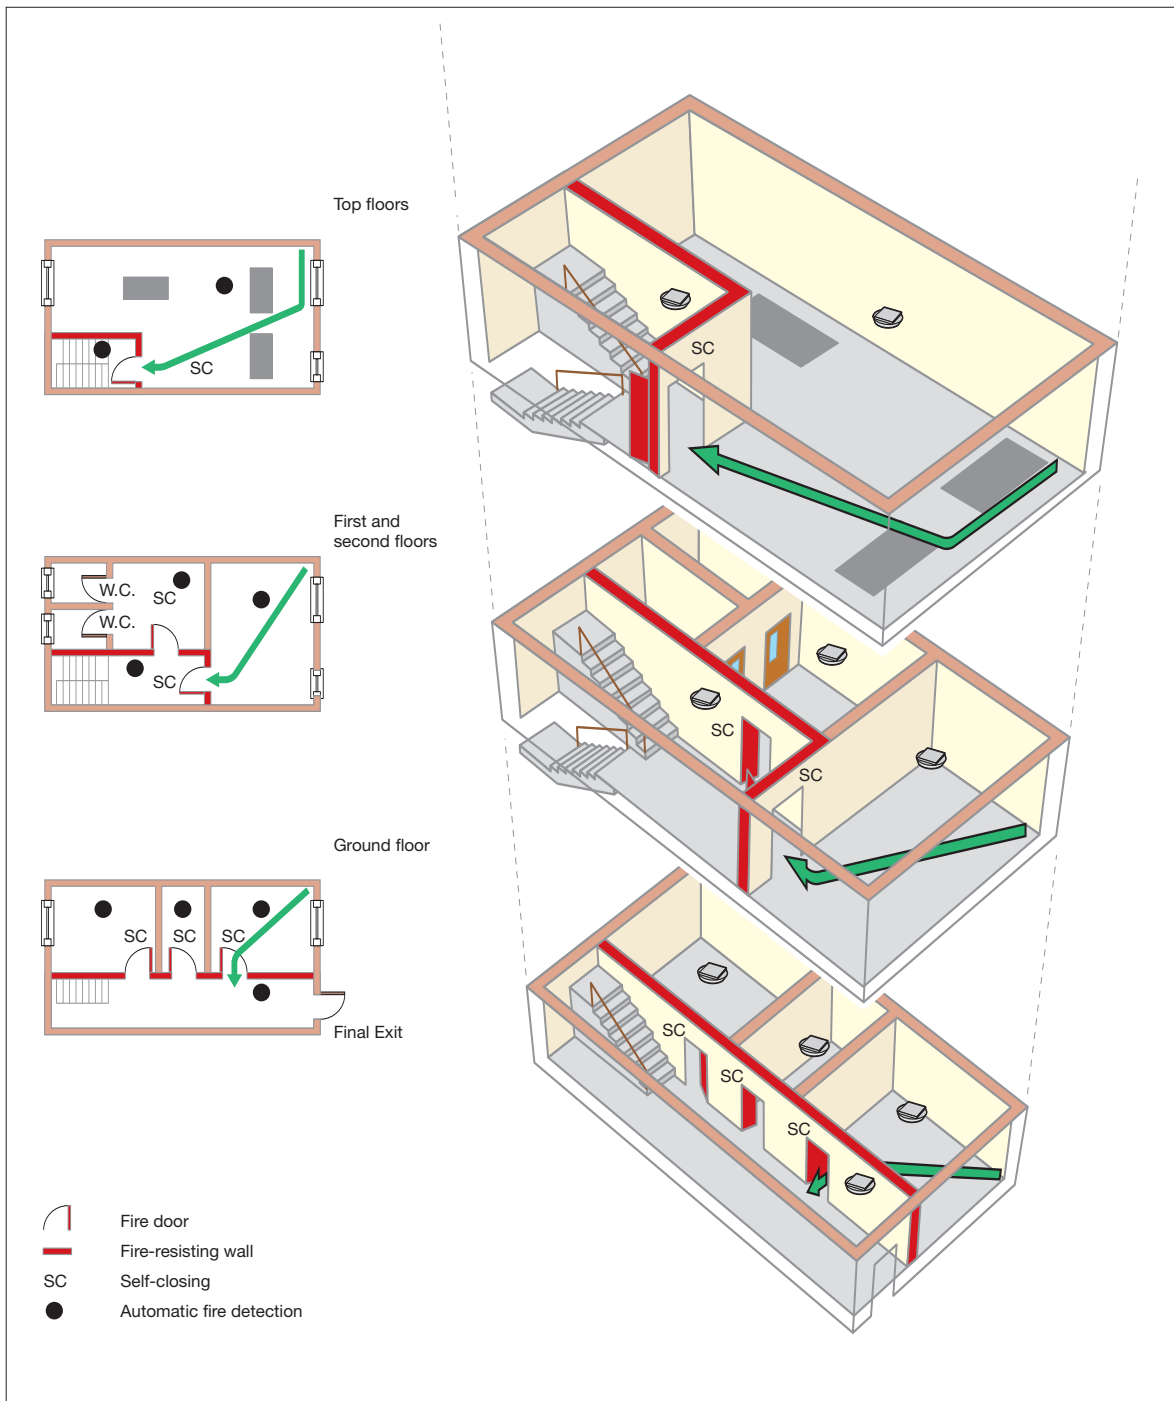 Top floors
SC
SC
First and
second floors
W.C.
SC
W.C.
SC
SC
SC
Ground floor
SC
SC
SC
Final Exit
SC
SC
SC
Fire door
Fire-resisting wall
SC
Self-closing
Automatic fire detection